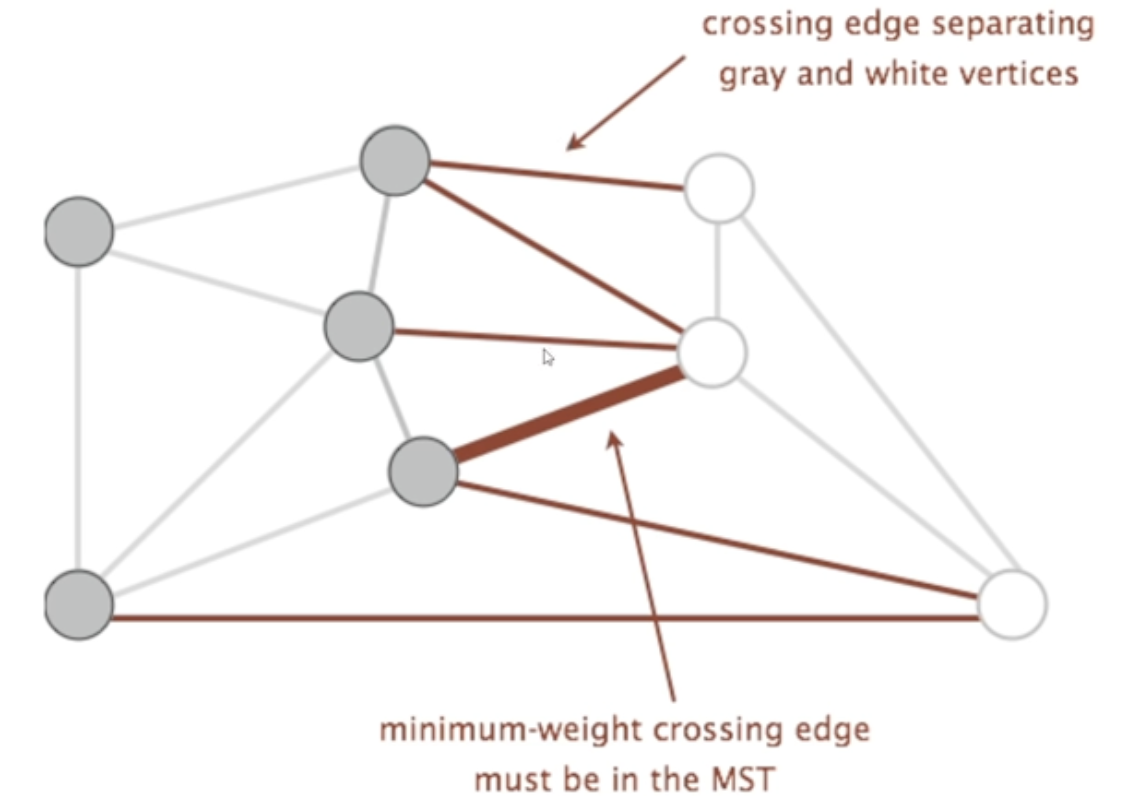 crossing edge separating
gray and white vertices
minimum-weight crossing edge
must be in the MST